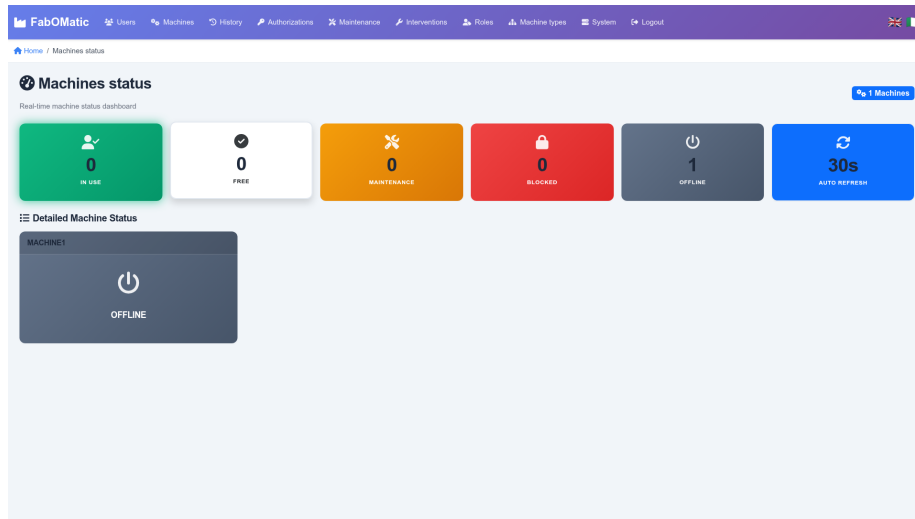 FabOMatic Users Machines History Authorizations Maintenance Interventions Roles Machine types System Logout
Home / Machines status
Machines status
1 Machines
Real-time machine status dashboard
0 0 0 0 1 30s
IN USE FREE MAINTENANCE BLOCKED OFFLINE AUTO REFRESH
Detailed Machine Status
MACHINE1
OFFLINE